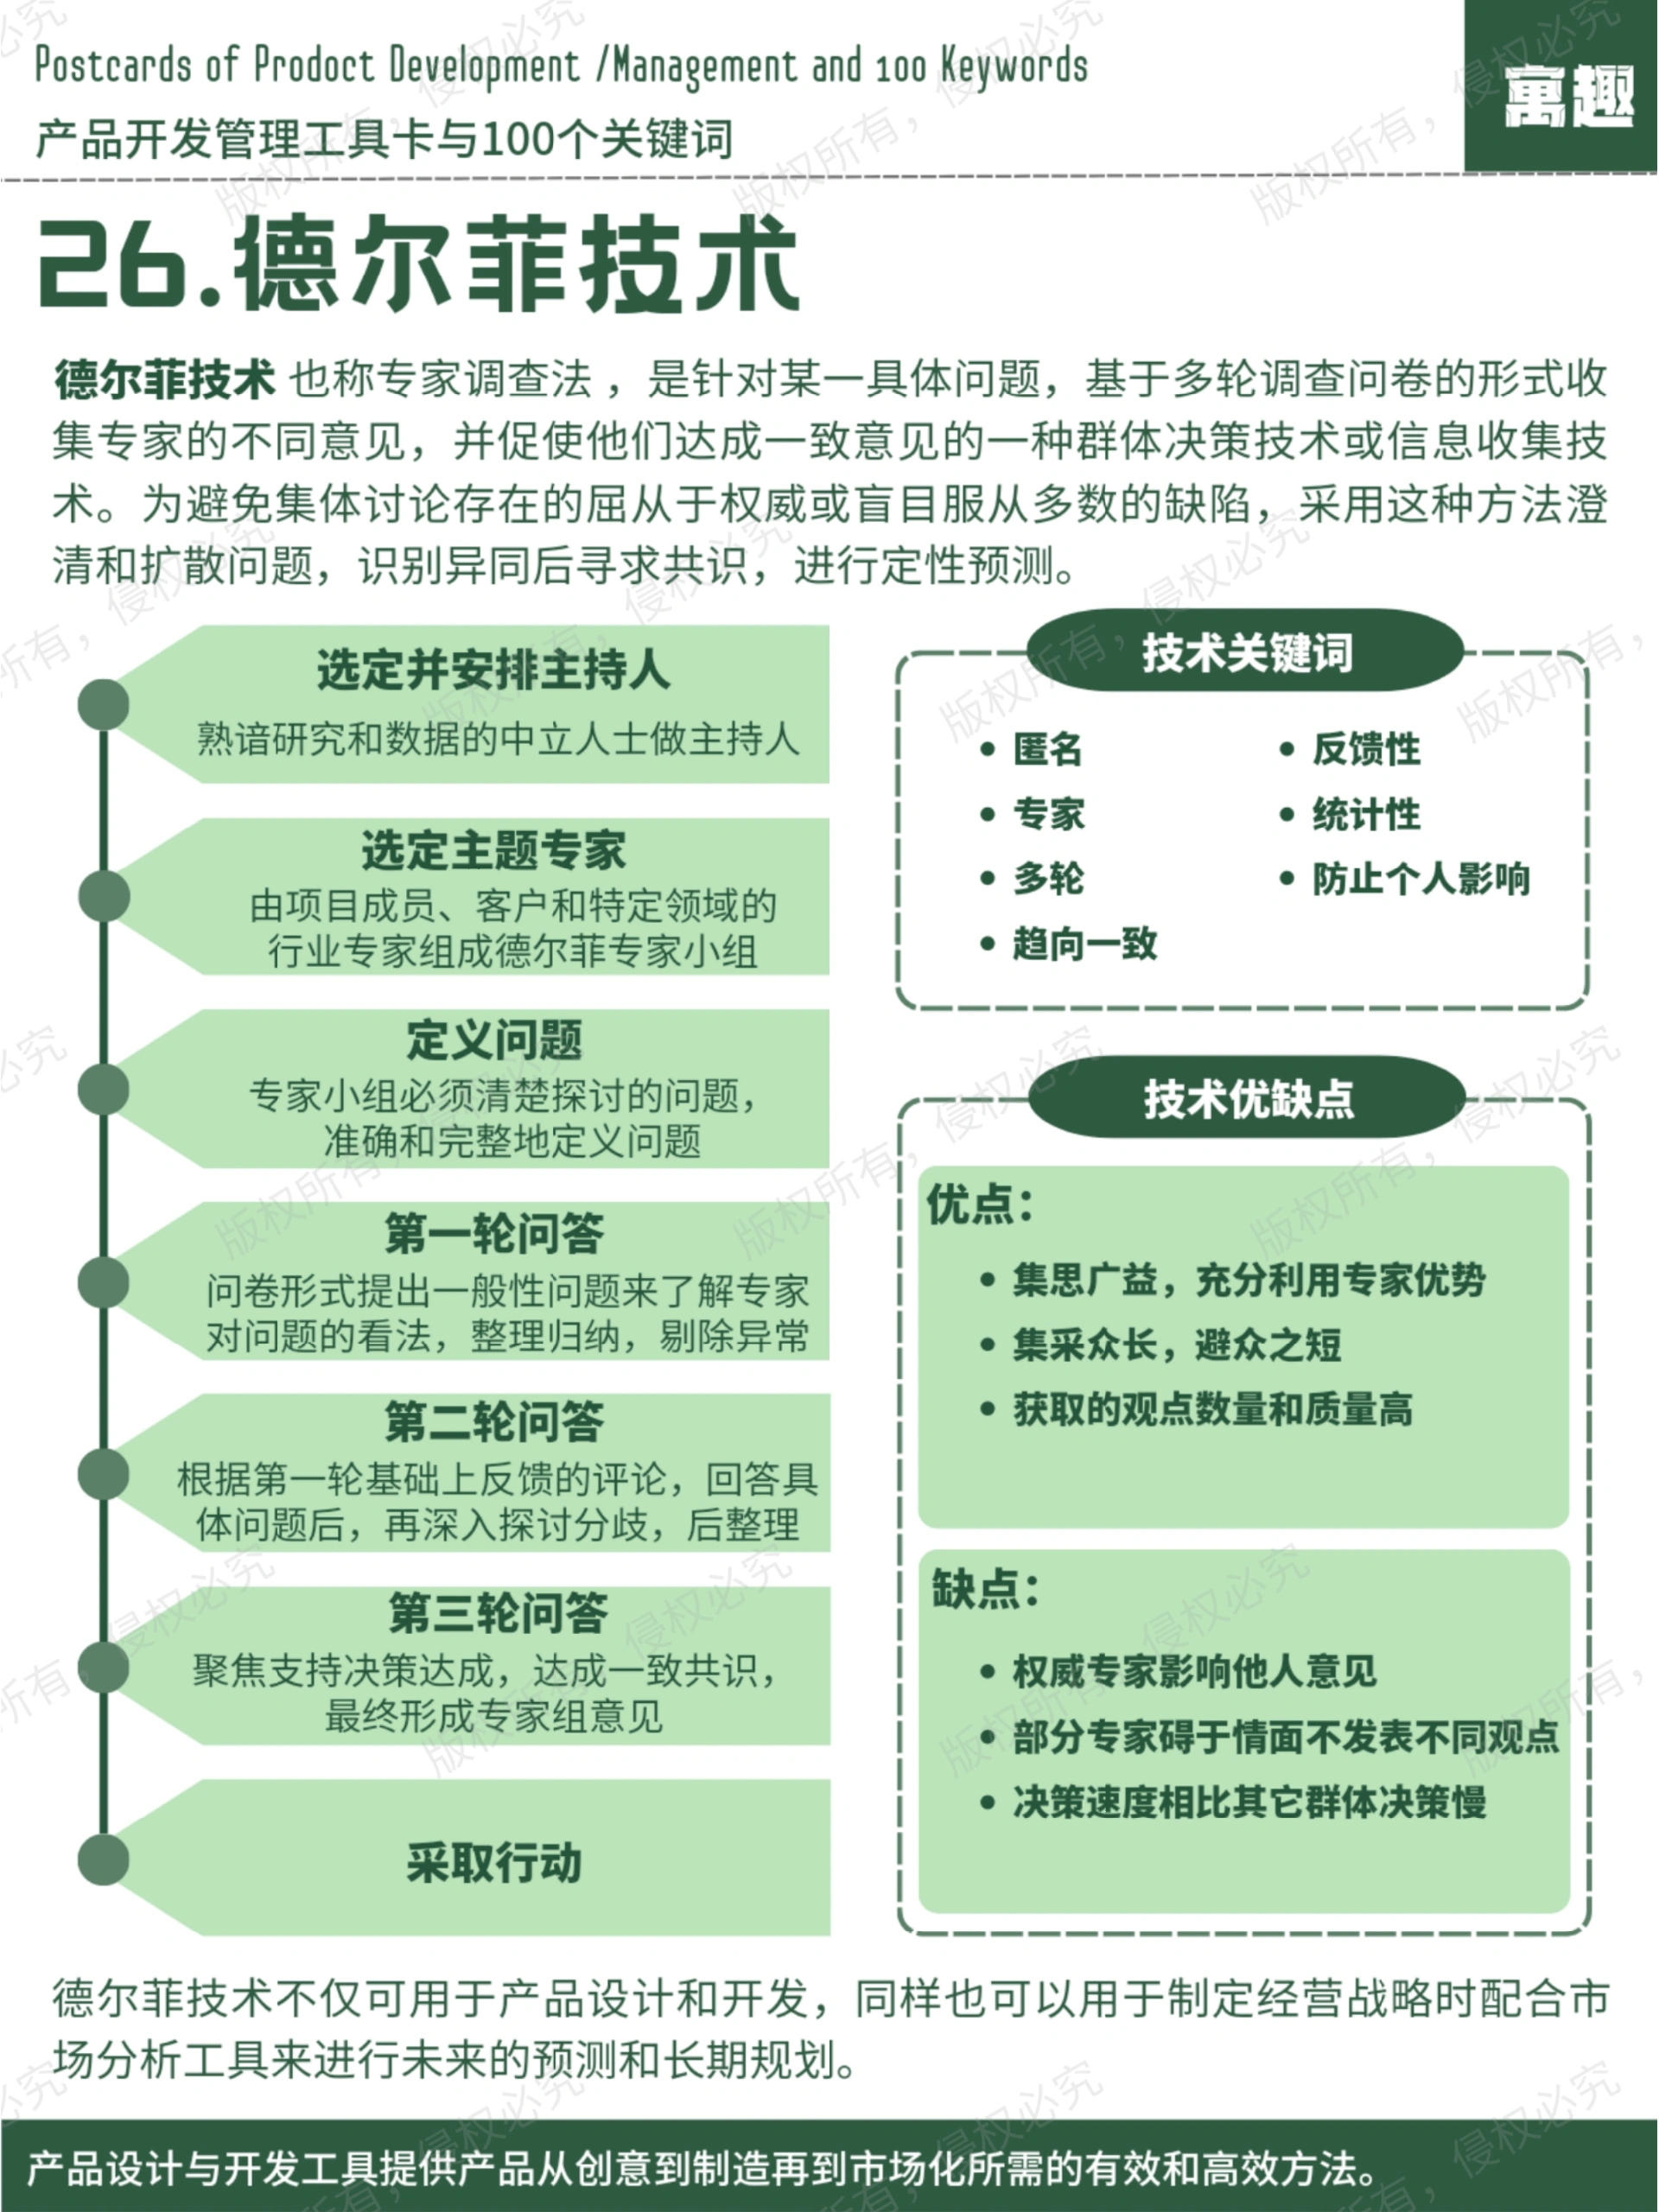 Postcards of Prodoct Development /Management and 100 Keywords
产品开发管理工具卡与100个关键词
寓趣
26.德尔菲技术
德尔菲技术 也称专家调查法 ，是针对某一具体问题，基于多轮调查问卷的形式收
集专家的不同意见，并促使他们达成一致意见的一种群体决策技术或信息收集技
术。为避免集体讨论存在的屈从于权威或盲目服从多数的缺陷，采用这种方法澄
清和扩散问题，识别异同后寻求共识，进行定性预测。
选定并安排主持人
熟谙研究和数据的中立人士做主持人
选定主题专家
由项目成员、客户和特定领域的
行业专家组成德尔菲专家小组
定义问题
专家小组必须清楚探讨的问题，
准确和完整地定义问题
第一轮问答
问卷形式提出一般性问题来了解专家
对问题的看法，整理归纳，剔除异常
第二轮问答
根据第一轮基础上反馈的评论，回答具
体问题后，再深入探讨分歧，后整理
第三轮问答
聚焦支持决策达成，达成一致共识，
最终形成专家组意见
采取行动
技术关键词
• 匿名
• 专家
• 多轮
• 趋向一致
• 反馈性
• 统计性
• 防止个人影响
技术优缺点
优点：
• 集思广益，充分利用专家优势
• 集采众长，避众之短
• 获取的观点数量和质量高
缺点：
• 权威专家影响他人意见
• 部分专家碍于情面不发表不同观点
• 决策速度相比其它群体决策慢
德尔菲技术不仅可用于产品设计和开发，同样也可以用于制定经营战略时配合市
场分析工具来进行未来的预测和长期规划。
产品设计与开发工具提供产品从创意到制造再到市场化所需的有效和高效方法。
版权所有，侵权必究